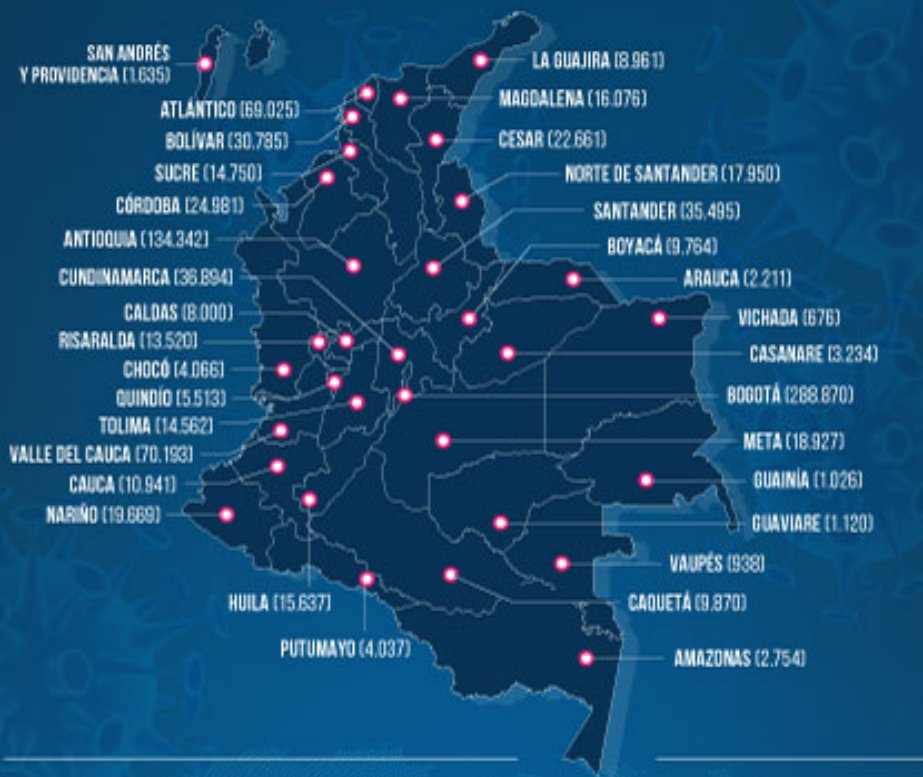 SAN ANDRÉS
Y PROVIDENCIA (1.635)
ATLÁNTICO (69.025)
BOLÍVAR (30.785)
SUCRE (14.750)
CÓRDOBA (24.981)
ANTIOQUIA (134.342)
CUNDINAMARCA (36.894)
CALDAS (8.000)
RISARALDA (13.520)
CHOCÓ (4.066)
QUINDÍO (5.513)
TOLIMA (14.562)
VALLE DEL CAUCA (70.193)
CAUCA (10.941)
NARIÑO (19.669)
HUILA (15.637)
PUTUMAYO (4.037)
LA GUAJIRA (8.961)
MAGDALENA (16.076)
CESAR (22.661)
NORTE DE SANTANDER (17.950)
SANTANDER (35.495)
BOYACÁ (9.764)
ARAUCA (2.211)
VICHADA (676)
CASANARE (3.234)
BOGOTÁ (288.870)
META (18.927)
GUAINÍA (1.026)
GUAVIARE (1.120)
VAUPÉS (938)
CAQUETÁ (9.870)
AMAZONAS (2.754)